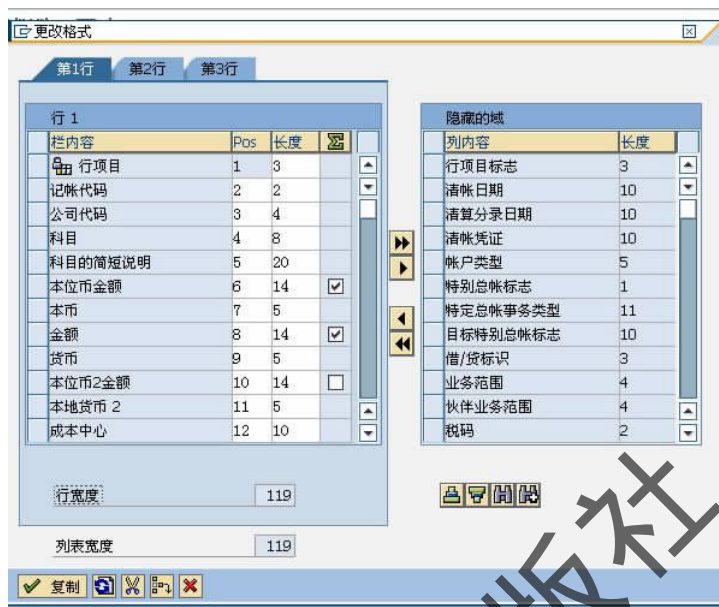 更改格式
第1行 第2行 第3行
行 1
栏内容 Pos 长度
行项目 1 3
记帐代码 2 2
公司代码 3 4
科目 4 8
科目的简短说明 5 20
本位币金额 6 14
本币 7 5
金额 8 14
货币 9 5
本位币2金额 10 14
本地货币 2 11 5
成本中心 12 10
行宽度 119
列表宽度 119
隐藏的域
列内容 长度
行项目标志 3
清帐日期 10
清算分录日期 10
清帐凭证 10
帐户类型 5
特别总帐标志 1
特定总帐事务类型 11
目标特别总帐标志 10
借/贷标识 3
业务范围 4
伙伴业务范围 4
税码 2
复制
版社